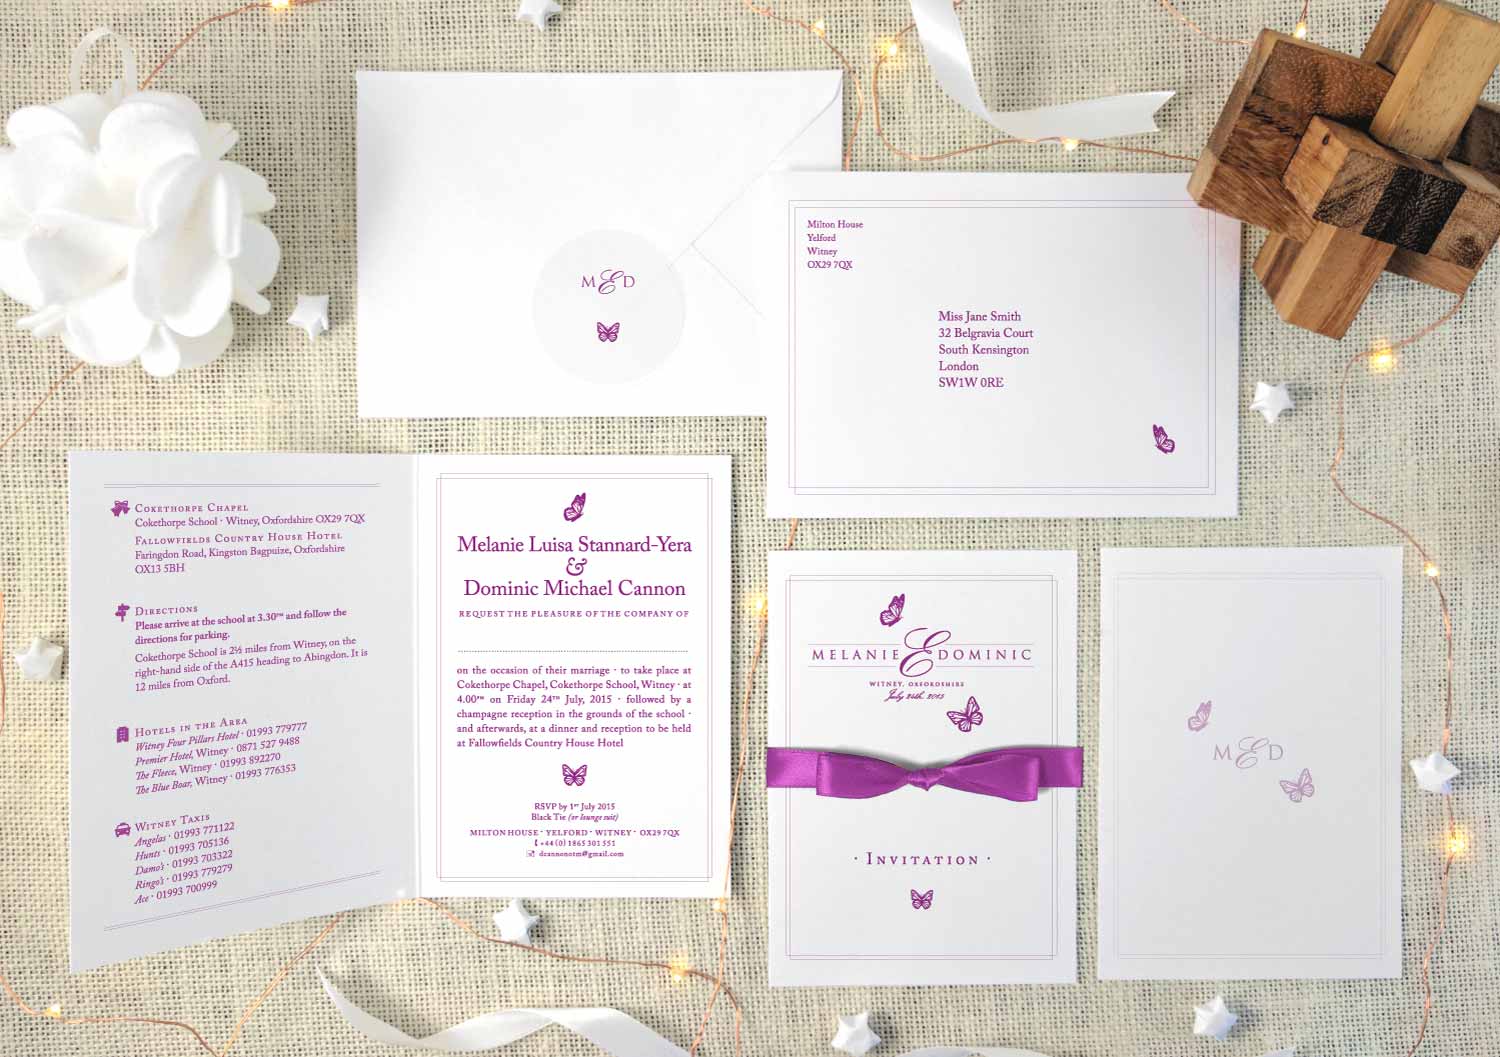 M E D
Milton House
Yelford
Witney
OX29 7QX
Miss Jane Smith
32 Belgravia Court
South Kensington
London
SW1W 0RE
Cokethorpe Chapel
Cokethorpe School · Witney, Oxfordshire OX29 7QX
Fallowfields Country House Hotel
Faringdon Road, Kingston Bagpuize, Oxfordshire
OX13 5BH
Directions
Please arrive at the school at 3.30PM and follow the
directions for parking.
Cokethorpe School is 2½ miles from Witney, on the
right-hand side of the A415 heading to Abingdon. It is
12 miles from Oxford.
Hotels in the Area
Witney Four Pillars Hotel · 01993 779777
Premier Hotel, Witney · 0871 527 9488
The Fleece, Witney · 01993 892270
The Blue Boar, Witney · 01993 776353
Witney Taxis
Angelas · 01993 771122
Hunts · 01993 705136
Damo's · 01993 703322
Ringo's · 01993 779279
Ace · 01993 700999
Melanie Luisa Stannard-Yera
&
Dominic Michael Cannon
REQUEST THE PLEASURE OF THE COMPANY OF
on the occasion of their marriage · to take place at
Cokethorpe Chapel, Cokethorpe School, Witney · at
4.00PM on Friday 24TH July, 2015 · followed by a
champagne reception in the grounds of the school ·
and afterwards, at a dinner and reception to be held
at Fallowfields Country House Hotel
RSVP by 1st July 2015
Black Tie (or lounge suit)
MILTON HOUSE · YELFORD · WITNEY · OX29 7QX
+44 (0) 1865 301 551
dcannonotm@gmail.com
MELANIE E DOMINIC
WITNEY, OXFORDSHIRE
July 24th, 2015
· Invitation ·
M E D